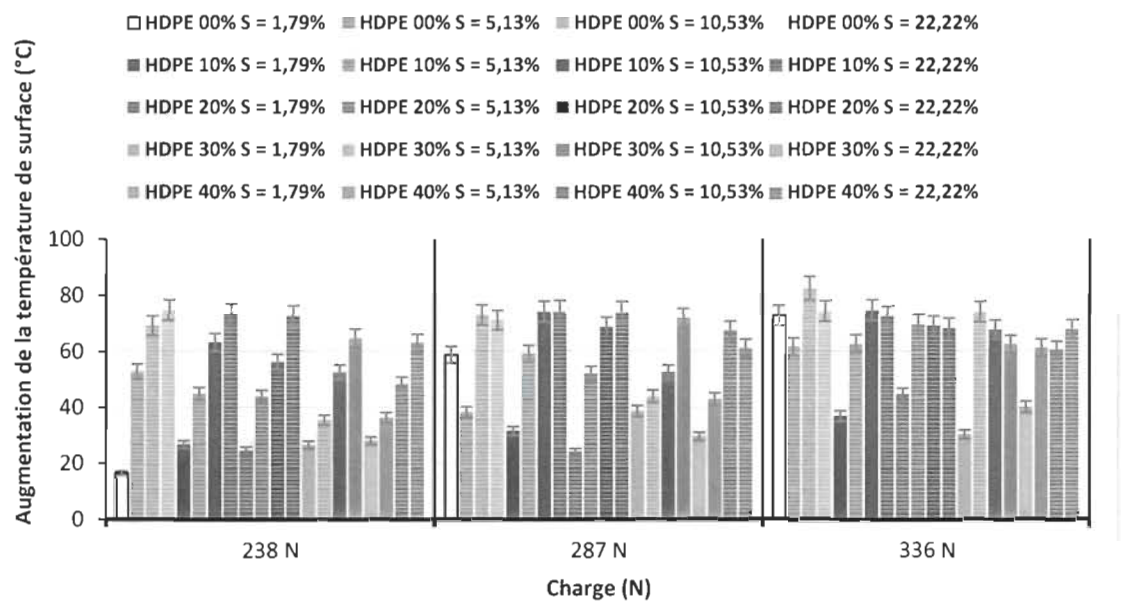 HDPE 00% S = 1,79% HDPE 00% S = 5,13% HDPE 00% S = 10,53% HDPE 00% S = 22,22%
HDPE 10% S = 1,79% HDPE 10% S = 5,13% HDPE 10% S = 10,53% HDPE 10% S = 22,22%
HDPE 20% S = 1,79% HDPE 20% S = 5,13% HDPE 20% S = 10,53% HDPE 20% S = 22,22%
HDPE 30% S = 1,79% HDPE 30% S = 5,13% HDPE 30% S = 10,53% HDPE 30% S = 22,22%
HDPE 40% S = 1,79% HDPE 40% S = 5,13% HDPE 40% S = 10,53% HDPE 40% S = 22,22%
Augmentation de la température de surface (°C)
100
80
60
40
20
0
238 N 287 N 336 N
Charge (N)